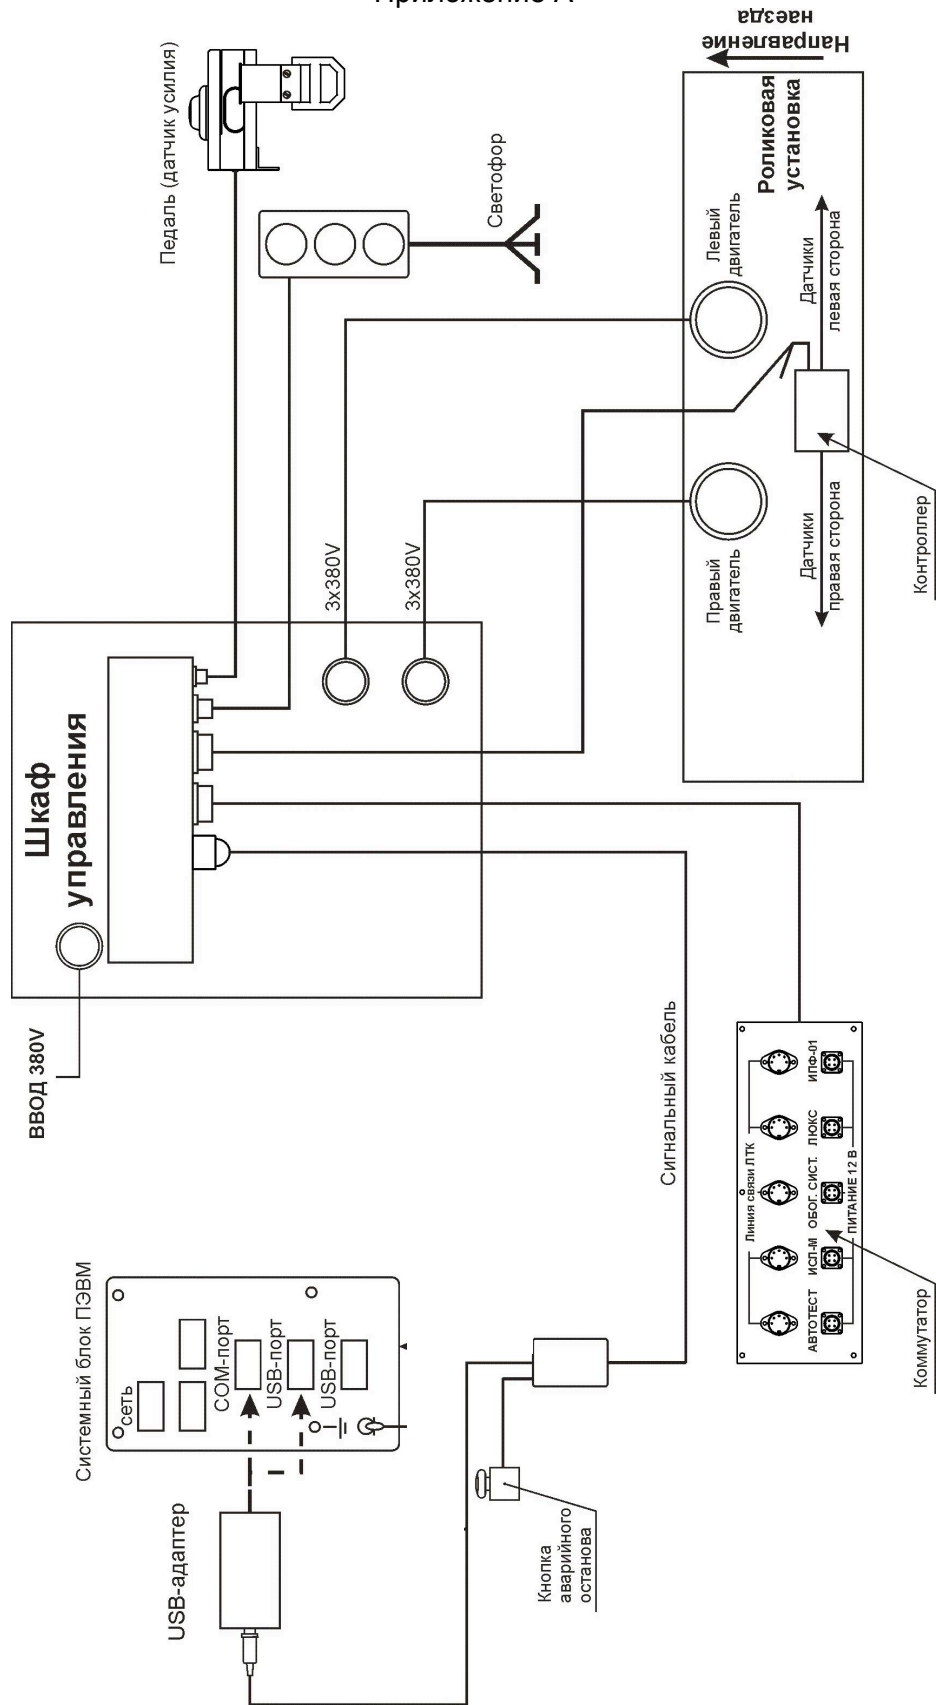 Приложение А
Направление
наезда
Педаль (датчик усилия)
Светофор
Роликовая
установка
Левый
двигатель
Датчики
левая сторона
Правый
двигатель
Датчики
правая сторона
Контроллер
3x380V
3x380V
Шкаф
управления
ВВОД 380V
Сигнальный кабель
Линия связи ЛТК
АВТОТЕСТ
ИСЛ-М
ОБОГ. СИСТ.
ЛЮКС
ИПФ-01
ПИТАНИЕ 12 В
Коммутатор
Системный блок ПЭВМ
сеть
COM-порт
USB-порт
USB-порт
USB-адаптер
Кнопка
аварийного
останова